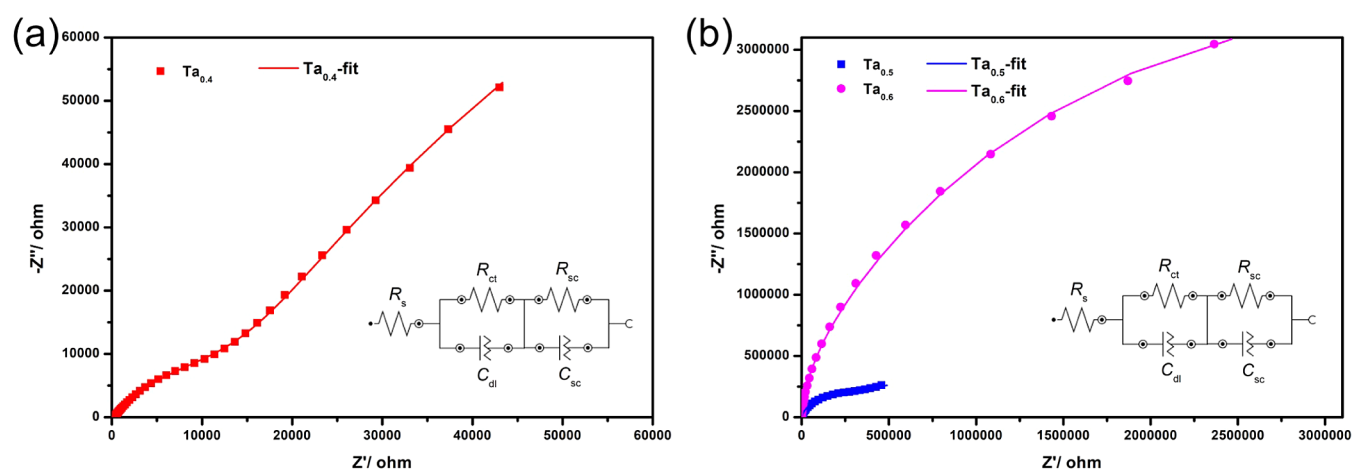 (a)
60000
50000
40000
30000
20000
10000
0
-Z''/ ohm
Ta0.4
Ta0.4-fit
Rs
Rct
Rsc
Cdl
Csc
0 10000 20000 30000 40000 50000 60000
Z'/ ohm
(b)
3000000
2500000
2000000
1500000
1000000
500000
0
-Z''/ ohm
Ta0.5 Ta0.5-fit
Ta0.6 Ta0.6-fit
Rs
Rct
Rsc
Cdl
Csc
0 500000 1000000 1500000 2000000 2500000 3000000
Z'/ ohm